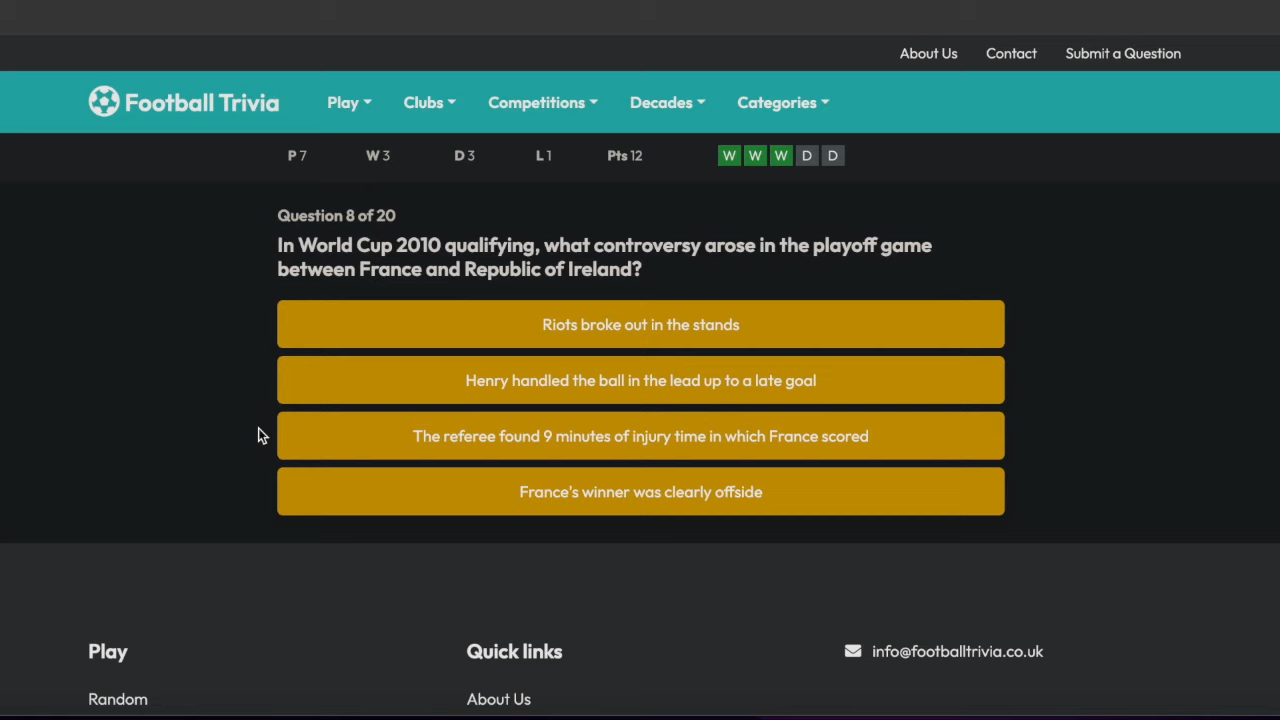 About Us Contact Submit a Question
Football Trivia Play Clubs Competitions Decades Categories
P 7 W 3 D 3 L 1 Pts 12 W W W D D
Question 8 of 20
In World Cup 2010 qualifying, what controversy arose in the playoff game
between France and Republic of Ireland?
Riots broke out in the stands
Henry handled the ball in the lead up to a late goal
The referee found 9 minutes of injury time in which France scored
France's winner was clearly offside
Play Quick links info@footballtrivia.co.uk
Random About Us